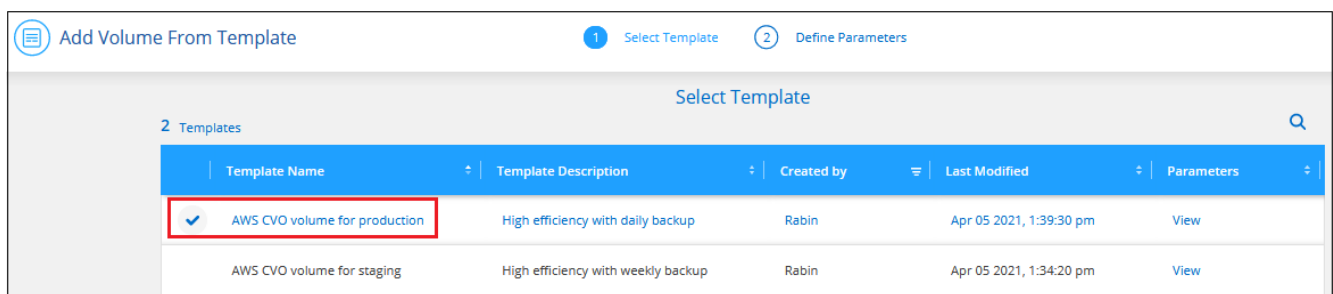 Add Volume From Template 1 Select Template 2 Define Parameters
Select Template
2 Templates
Template Name Template Description Created by Last Modified Parameters
AWS CVO volume for production High efficiency with daily backup Rabin Apr 05 2021, 1:39:30 pm View
AWS CVO volume for staging High efficiency with weekly backup Rabin Apr 05 2021, 1:34:20 pm View